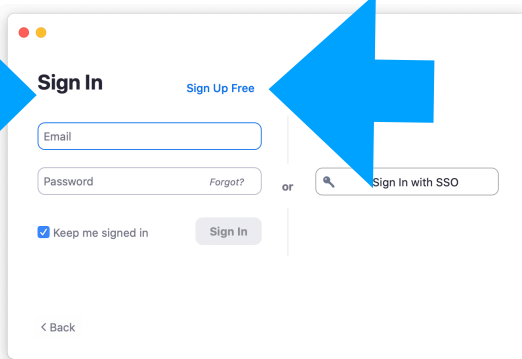 Sign In
Sign Up Free
Email
Password Forgot?
or
Sign In with SSO
Keep me signed in
Sign In
< Back